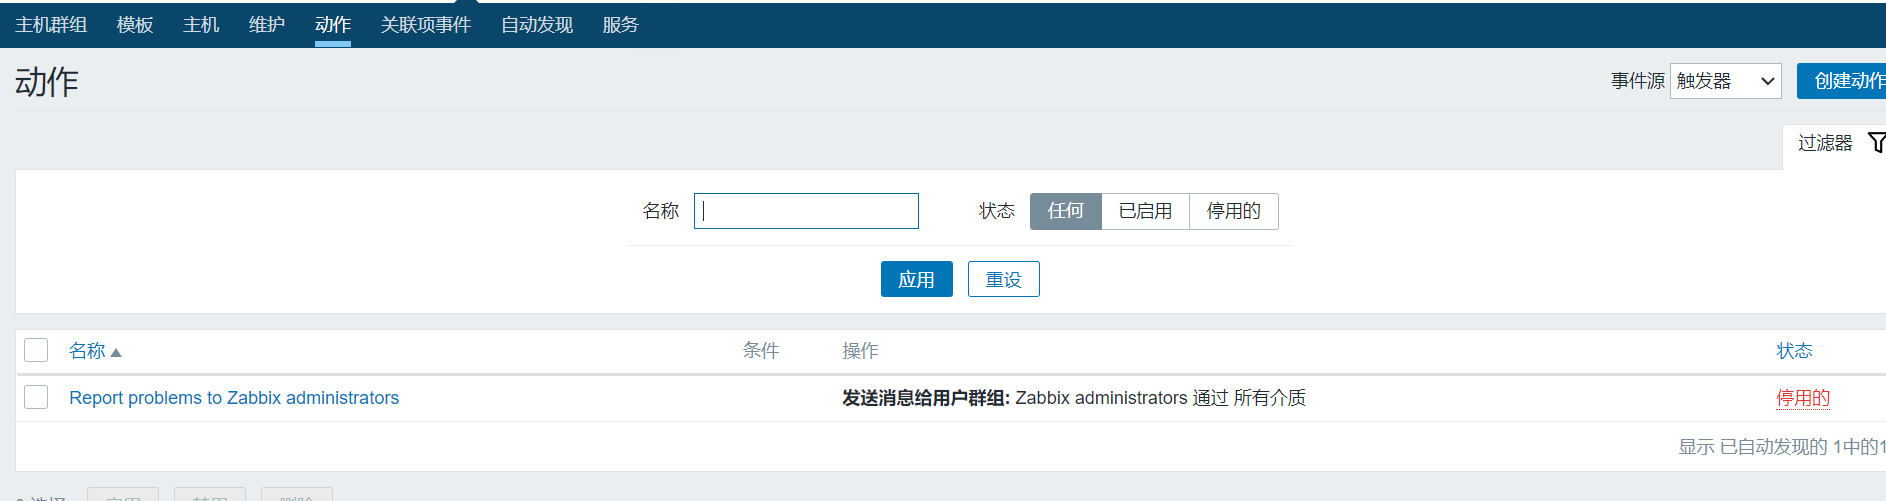 主机群组 模板 主机 维护 动作 关联项事件 自动发现 服务
动作 事件源 触发器 创建动作
过滤器
名称 状态 任何 已启用 停用的
应用 重设
名称 条件 操作 状态
Report problems to Zabbix administrators 发送消息给用户群组: Zabbix administrators 通过 所有介质 停用的
显示 已自动发现的 1中的1